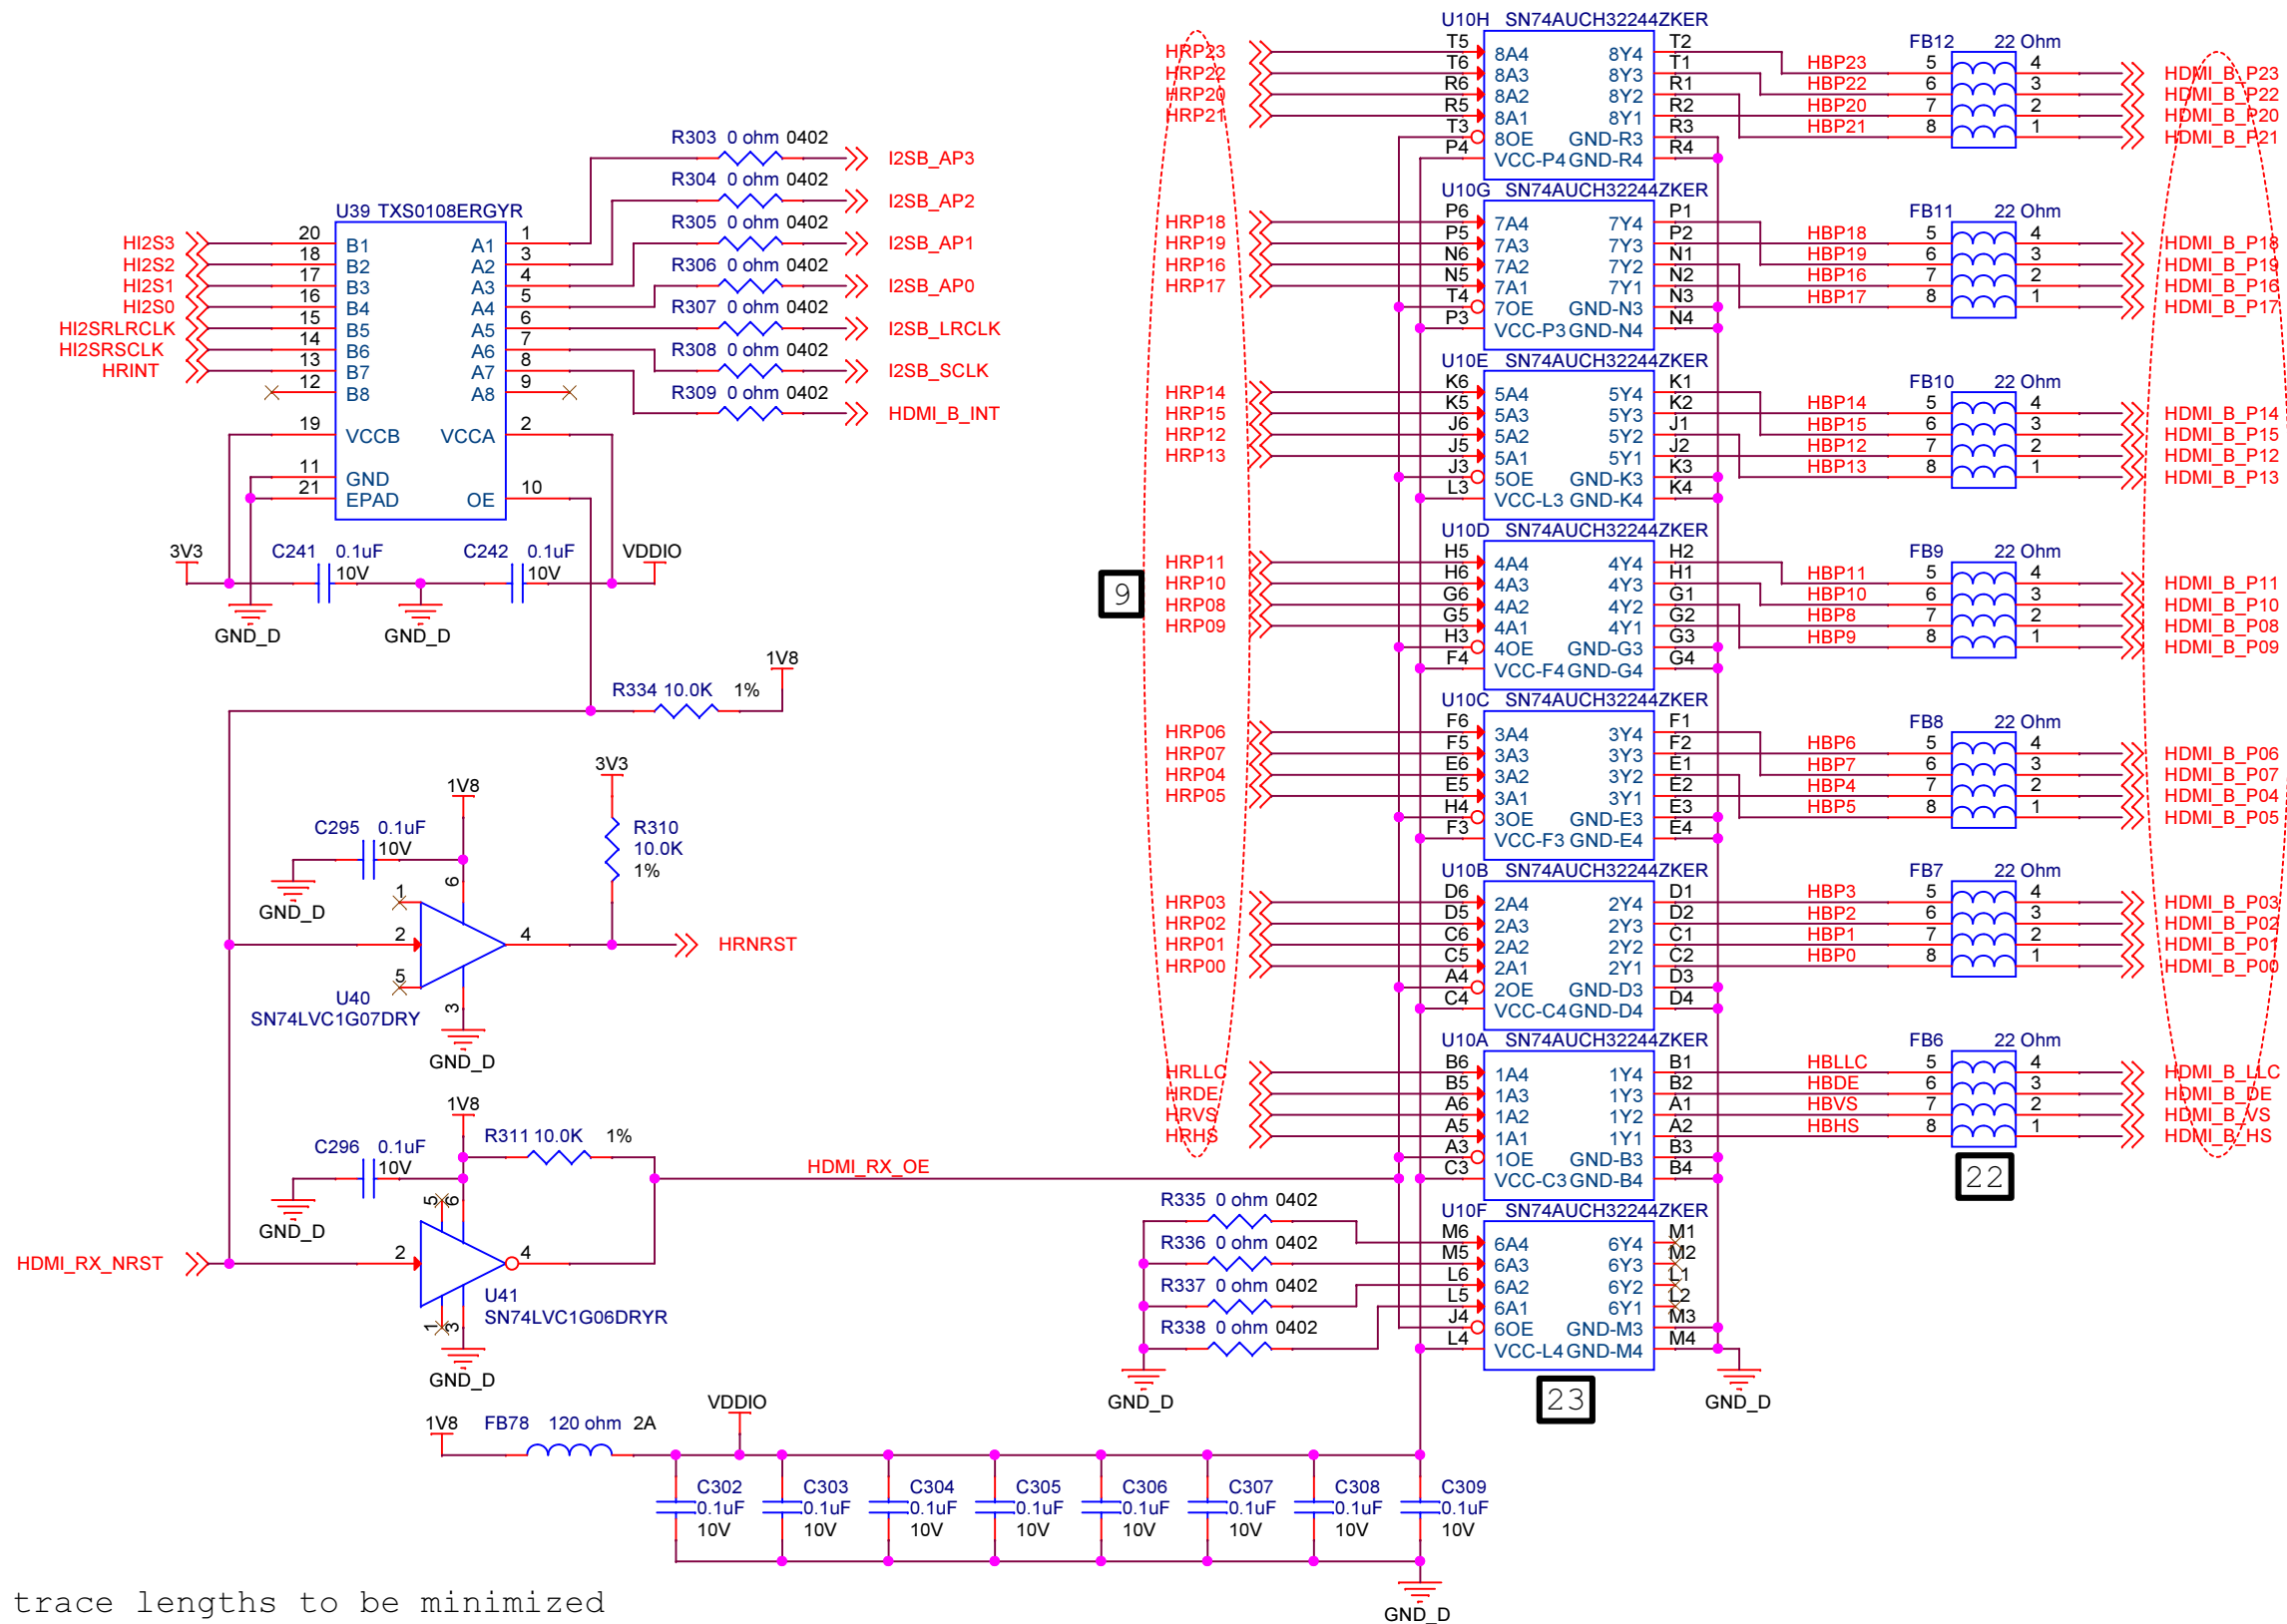 U39 TXS0108ERGYR
HI2S3 20 B1 A1 1 R303 0 ohm 0402 I2SB_AP3
HI2S2 18 B2 A2 3 R304 0 ohm 0402 I2SB_AP2
HI2S1 17 B3 A3 4 R305 0 ohm 0402 I2SB_AP1
HI2S0 16 B4 A4 5 R306 0 ohm 0402 I2SB_AP0
HI2SRLRCLK 15 B5 A5 6 R307 0 ohm 0402 I2SB_LRCLK
HI2SRSCLK 14 B6 A6 7 R308 0 ohm 0402 I2SB_SCLK
HRINT 13 B7 A7 8 R309 0 ohm 0402 HDMI_B_INT
12 B8 A8 9
19 VCCB VCCA 2
11 GND
21 EPAD OE 10
3V3 C241 0.1uF 10V C242 0.1uF 10V VDDIO
GND_D GND_D
R334 10.0K 1% 1V8
1V8 3V3
C295 0.1uF 10V
R310
10.0K
1%
GND_D
1 6
2 4 HRNRST
5 3
U40
SN74LVC1G07DRY
GND_D
1V8
R311 10.0K 1%
C296 0.1uF 10V
HDMI_RX_OE
GND_D
5 6
HDMI_RX_NRST 2 4
1 3
U41
SN74LVC1G06DRYR
GND_D
9
U10H SN74AUCH32244ZKER FB12 22 Ohm
HRP23 T5 8A4 8Y4 T2 HBP23 5 4 HDMI_B_P23
HRP22 T6 8A3 8Y3 T1 HBP22 6 3 HDMI_B_P22
HRP20 R6 8A2 8Y2 R1 HBP20 7 2 HDMI_B_P20
HRP21 R5 8A1 8Y1 R2 HBP21 8 1 HDMI_B_P21
T3 8OE GND-R3 R3
P4 VCC-P4 GND-R4 R4
U10G SN74AUCH32244ZKER FB11 22 Ohm
HRP18 P6 7A4 7Y4 P1 HBP18 5 4 HDMI_B_P18
HRP19 P5 7A3 7Y3 P2 HBP19 6 3 HDMI_B_P19
HRP16 N6 7A2 7Y2 N1 HBP16 7 2 HDMI_B_P16
HRP17 N5 7A1 7Y1 N2 HBP17 8 1 HDMI_B_P17
T4 7OE GND-N3 N3
P3 VCC-P3 GND-N4 N4
U10E SN74AUCH32244ZKER FB10 22 Ohm
HRP14 K6 5A4 5Y4 K1 HBP14 5 4 HDMI_B_P14
HRP15 K5 5A3 5Y3 K2 HBP15 6 3 HDMI_B_P15
HRP12 J6 5A2 5Y2 J1 HBP12 7 2 HDMI_B_P12
HRP13 J5 5A1 5Y1 J2 HBP13 8 1 HDMI_B_P13
J3 5OE GND-K3 K3
L3 VCC-L3 GND-K4 K4
U10D SN74AUCH32244ZKER FB9 22 Ohm
HRP11 H5 4A4 4Y4 H2 HBP11 5 4 HDMI_B_P11
HRP10 H6 4A3 4Y3 H1 HBP10 6 3 HDMI_B_P10
HRP08 G6 4A2 4Y2 G1 HBP8 7 2 HDMI_B_P08
HRP09 G5 4A1 4Y1 G2 HBP9 8 1 HDMI_B_P09
H3 4OE GND-G3 G3
F4 VCC-F4 GND-G4 G4
U10C SN74AUCH32244ZKER FB8 22 Ohm
HRP06 F6 3A4 3Y4 F1 HBP6 5 4 HDMI_B_P06
HRP07 F5 3A3 3Y3 F2 HBP7 6 3 HDMI_B_P07
HRP04 E6 3A2 3Y2 E1 HBP4 7 2 HDMI_B_P04
HRP05 E5 3A1 3Y1 E2 HBP5 8 1 HDMI_B_P05
H4 3OE GND-E3 E3
F3 VCC-F3 GND-E4 E4
U10B SN74AUCH32244ZKER FB7 22 Ohm
HRP03 D6 2A4 2Y4 D1 HBP3 5 4 HDMI_B_P03
HRP02 D5 2A3 2Y3 D2 HBP2 6 3 HDMI_B_P02
HRP01 C6 2A2 2Y2 C1 HBP1 7 2 HDMI_B_P01
HRP00 C5 2A1 2Y1 C2 HBP0 8 1 HDMI_B_P00
A4 2OE GND-D3 D3
C4 VCC-C4 GND-D4 D4
U10A SN74AUCH32244ZKER FB6 22 Ohm
HRLLC B6 1A4 1Y4 B1 HBLLC 5 4 HDMI_B_LLC
HRDE B5 1A3 1Y3 B2 HBDE 6 3 HDMI_B_DE
HRVS A6 1A2 1Y2 A1 HBVS 7 2 HDMI_B_VS
HRHS A5 1A1 1Y1 A2 HBHS 8 1 HDMI_B_HS
A3 1OE GND-B3 B3
C3 VCC-C3 GND-B4 B4
22
U10F SN74AUCH32244ZKER
R335 0 ohm 0402 M6 6A4 6Y4 M1
R336 0 ohm 0402 M5 6A3 6Y3 M2
R337 0 ohm 0402 L6 6A2 6Y2 L1
R338 0 ohm 0402 L5 6A1 6Y1 L2
J4 6OE GND-M3 M3
L4 VCC-L4 GND-M4 M4
GND_D 23 GND_D
1V8 FB78 120 ohm 2A VDDIO
C302 C303 C304 C305 C306 C307 C308 C309
0.1uF 0.1uF 0.1uF 0.1uF 0.1uF 0.1uF 0.1uF 0.1uF
10V 10V 10V 10V 10V 10V 10V 10V
GND_D
trace lengths to be minimized